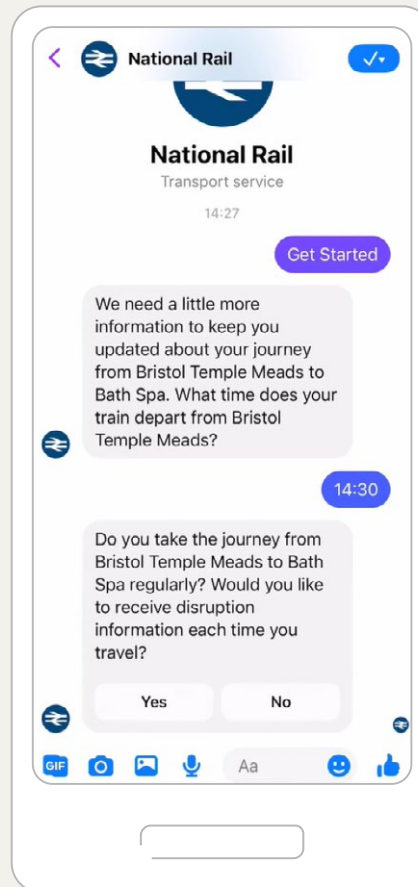 National Rail
National Rail
Transport service
14:27
Get Started
We need a little more
information to keep you
updated about your journey
from Bristol Temple Meads to
Bath Spa. What time does your
train depart from Bristol
Temple Meads?
14:30
Do you take the journey from
Bristol Temple Meads to Bath
Spa regularly? Would you like
to receive disruption
information each time you
travel?
Yes No
GIF Aa